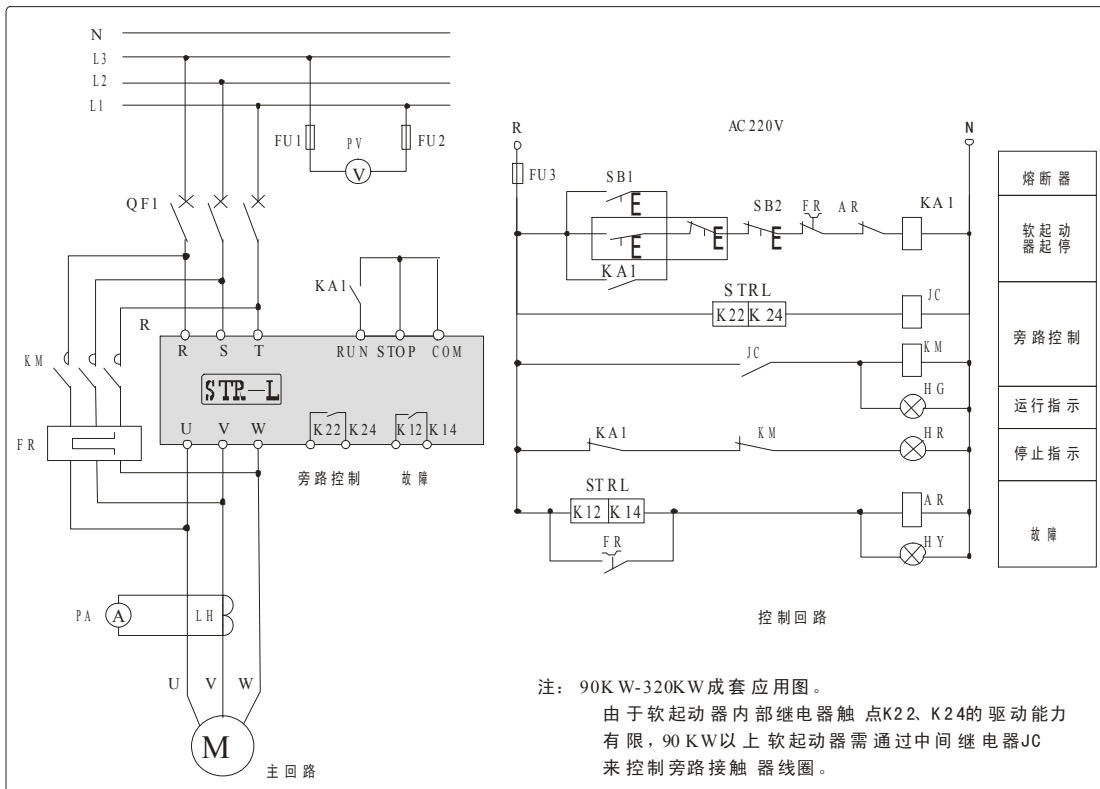 N
L3
L2
L1
FU1
PV
FU2
V
QF1
R
AC220V
N
FU3
SB1
SB2
FR
AR
KA1
KA1
熔断器
软起动
器起停
旁路控制
运行指示
停止指示
故障
KA1
R
R S T
RUN STOP COM
STR-L
KM
FR
U V W
K22 K24
K12 K14
旁路控制
故障
STRL
K22 K24
JC
JC
KM
HG
KA1
KM
HR
STRL
K12 K14
AR
FR
HY
PA
A
LH
U V W
M
主回路
控制回路
注: 90KW-320KW成套应用图。
由于软起动器内部继电器触点K22、K24的驱动能力
有限,90KW以上软起动器需通过中间继电器JC
来控制旁路接触器线圈。